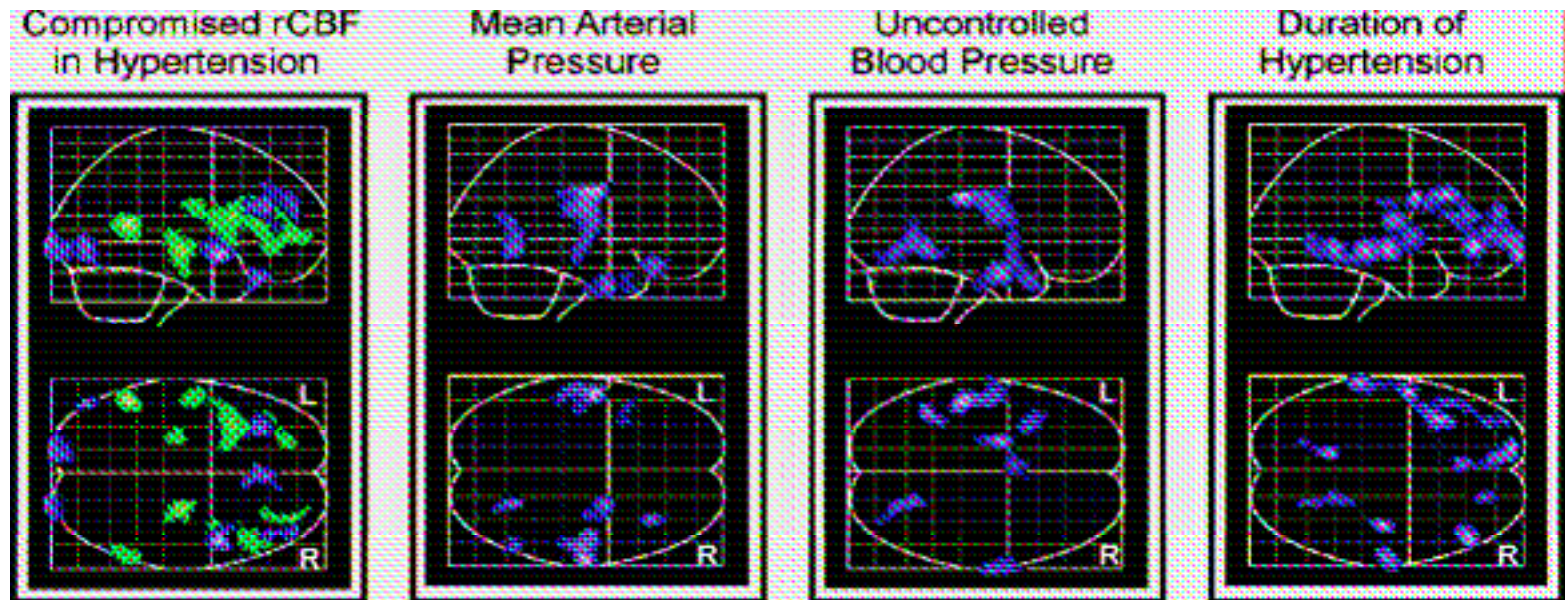 Compromised rCBF
in Hypertension
Mean Arterial
Pressure
Uncontrolled
Blood Pressure
Duration of
Hypertension
L
R
L
R
L
R
L
R